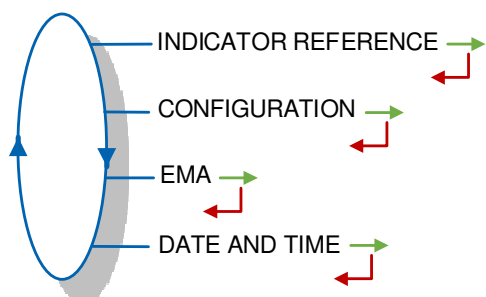 INDICATOR REFERENCE
CONFIGURATION
EMA
DATE AND TIME